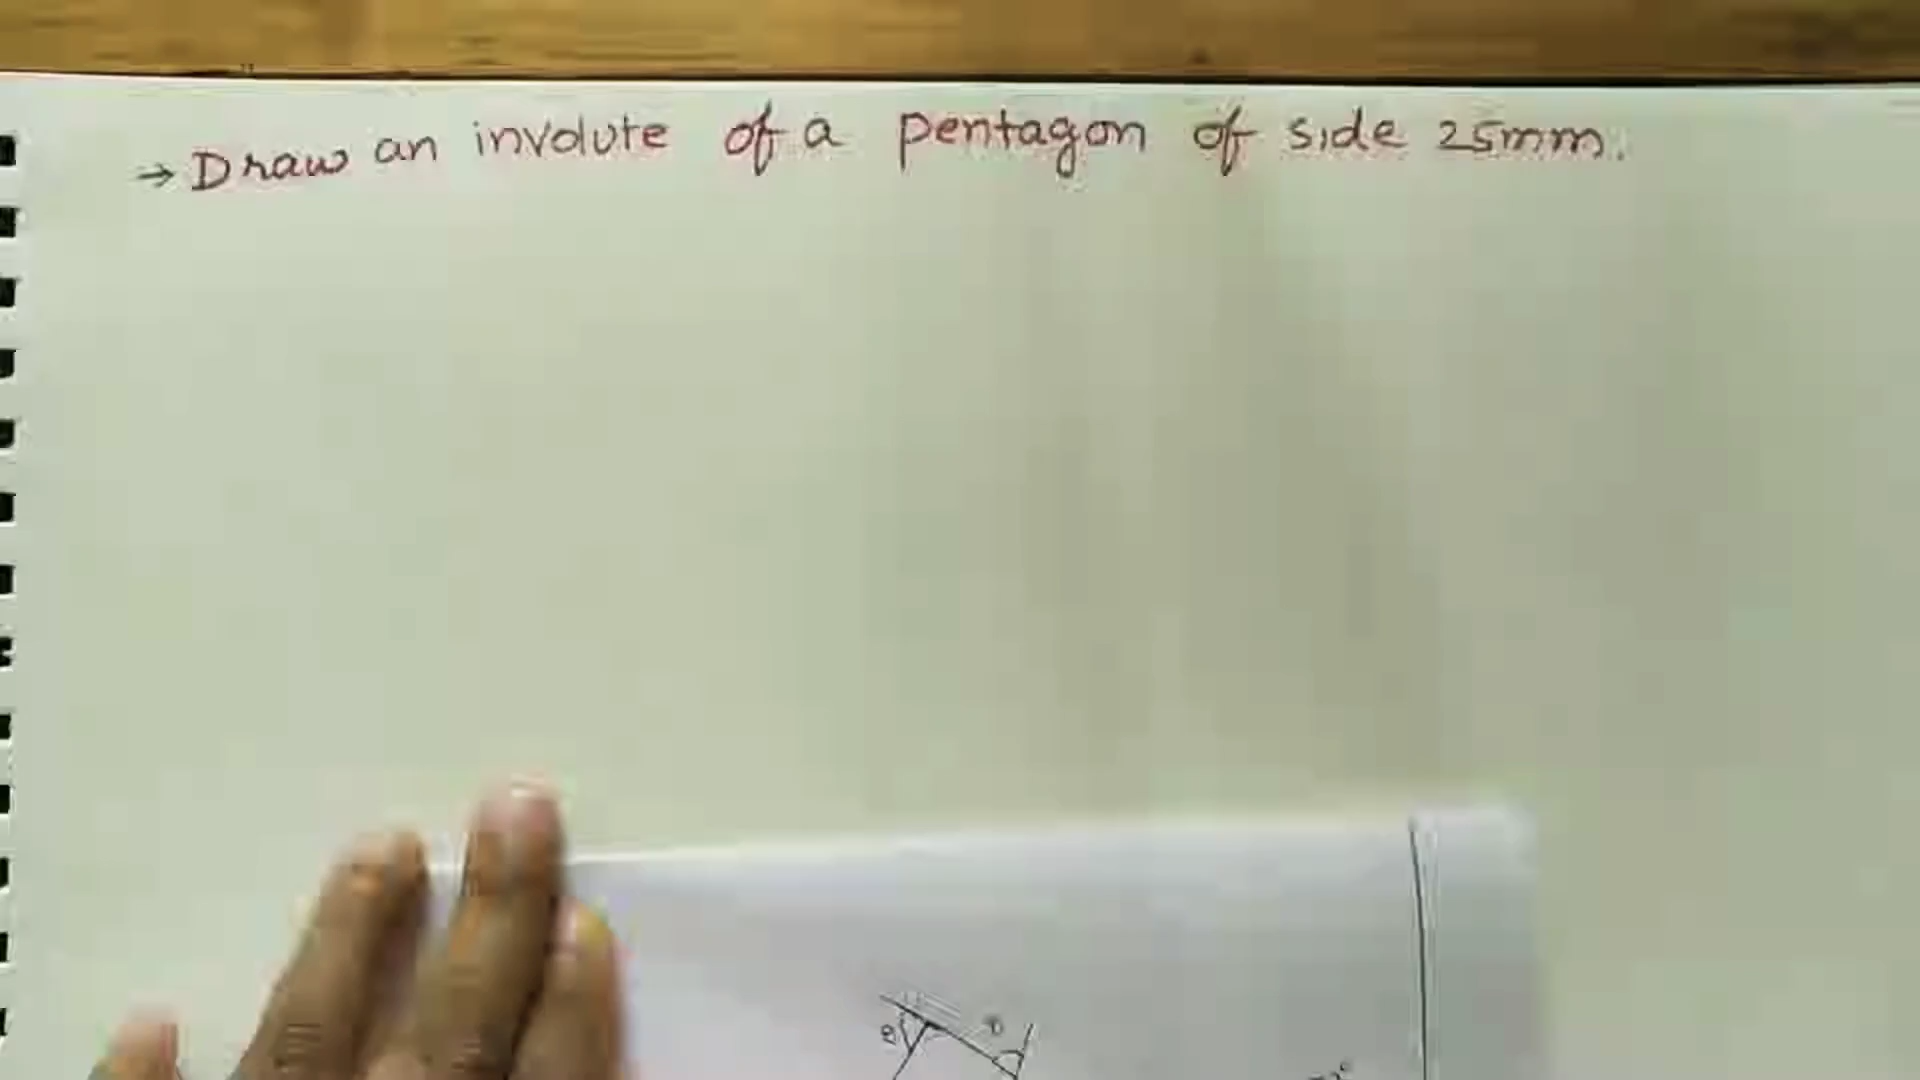 → Draw an involute of a pentagon of side 25mm.